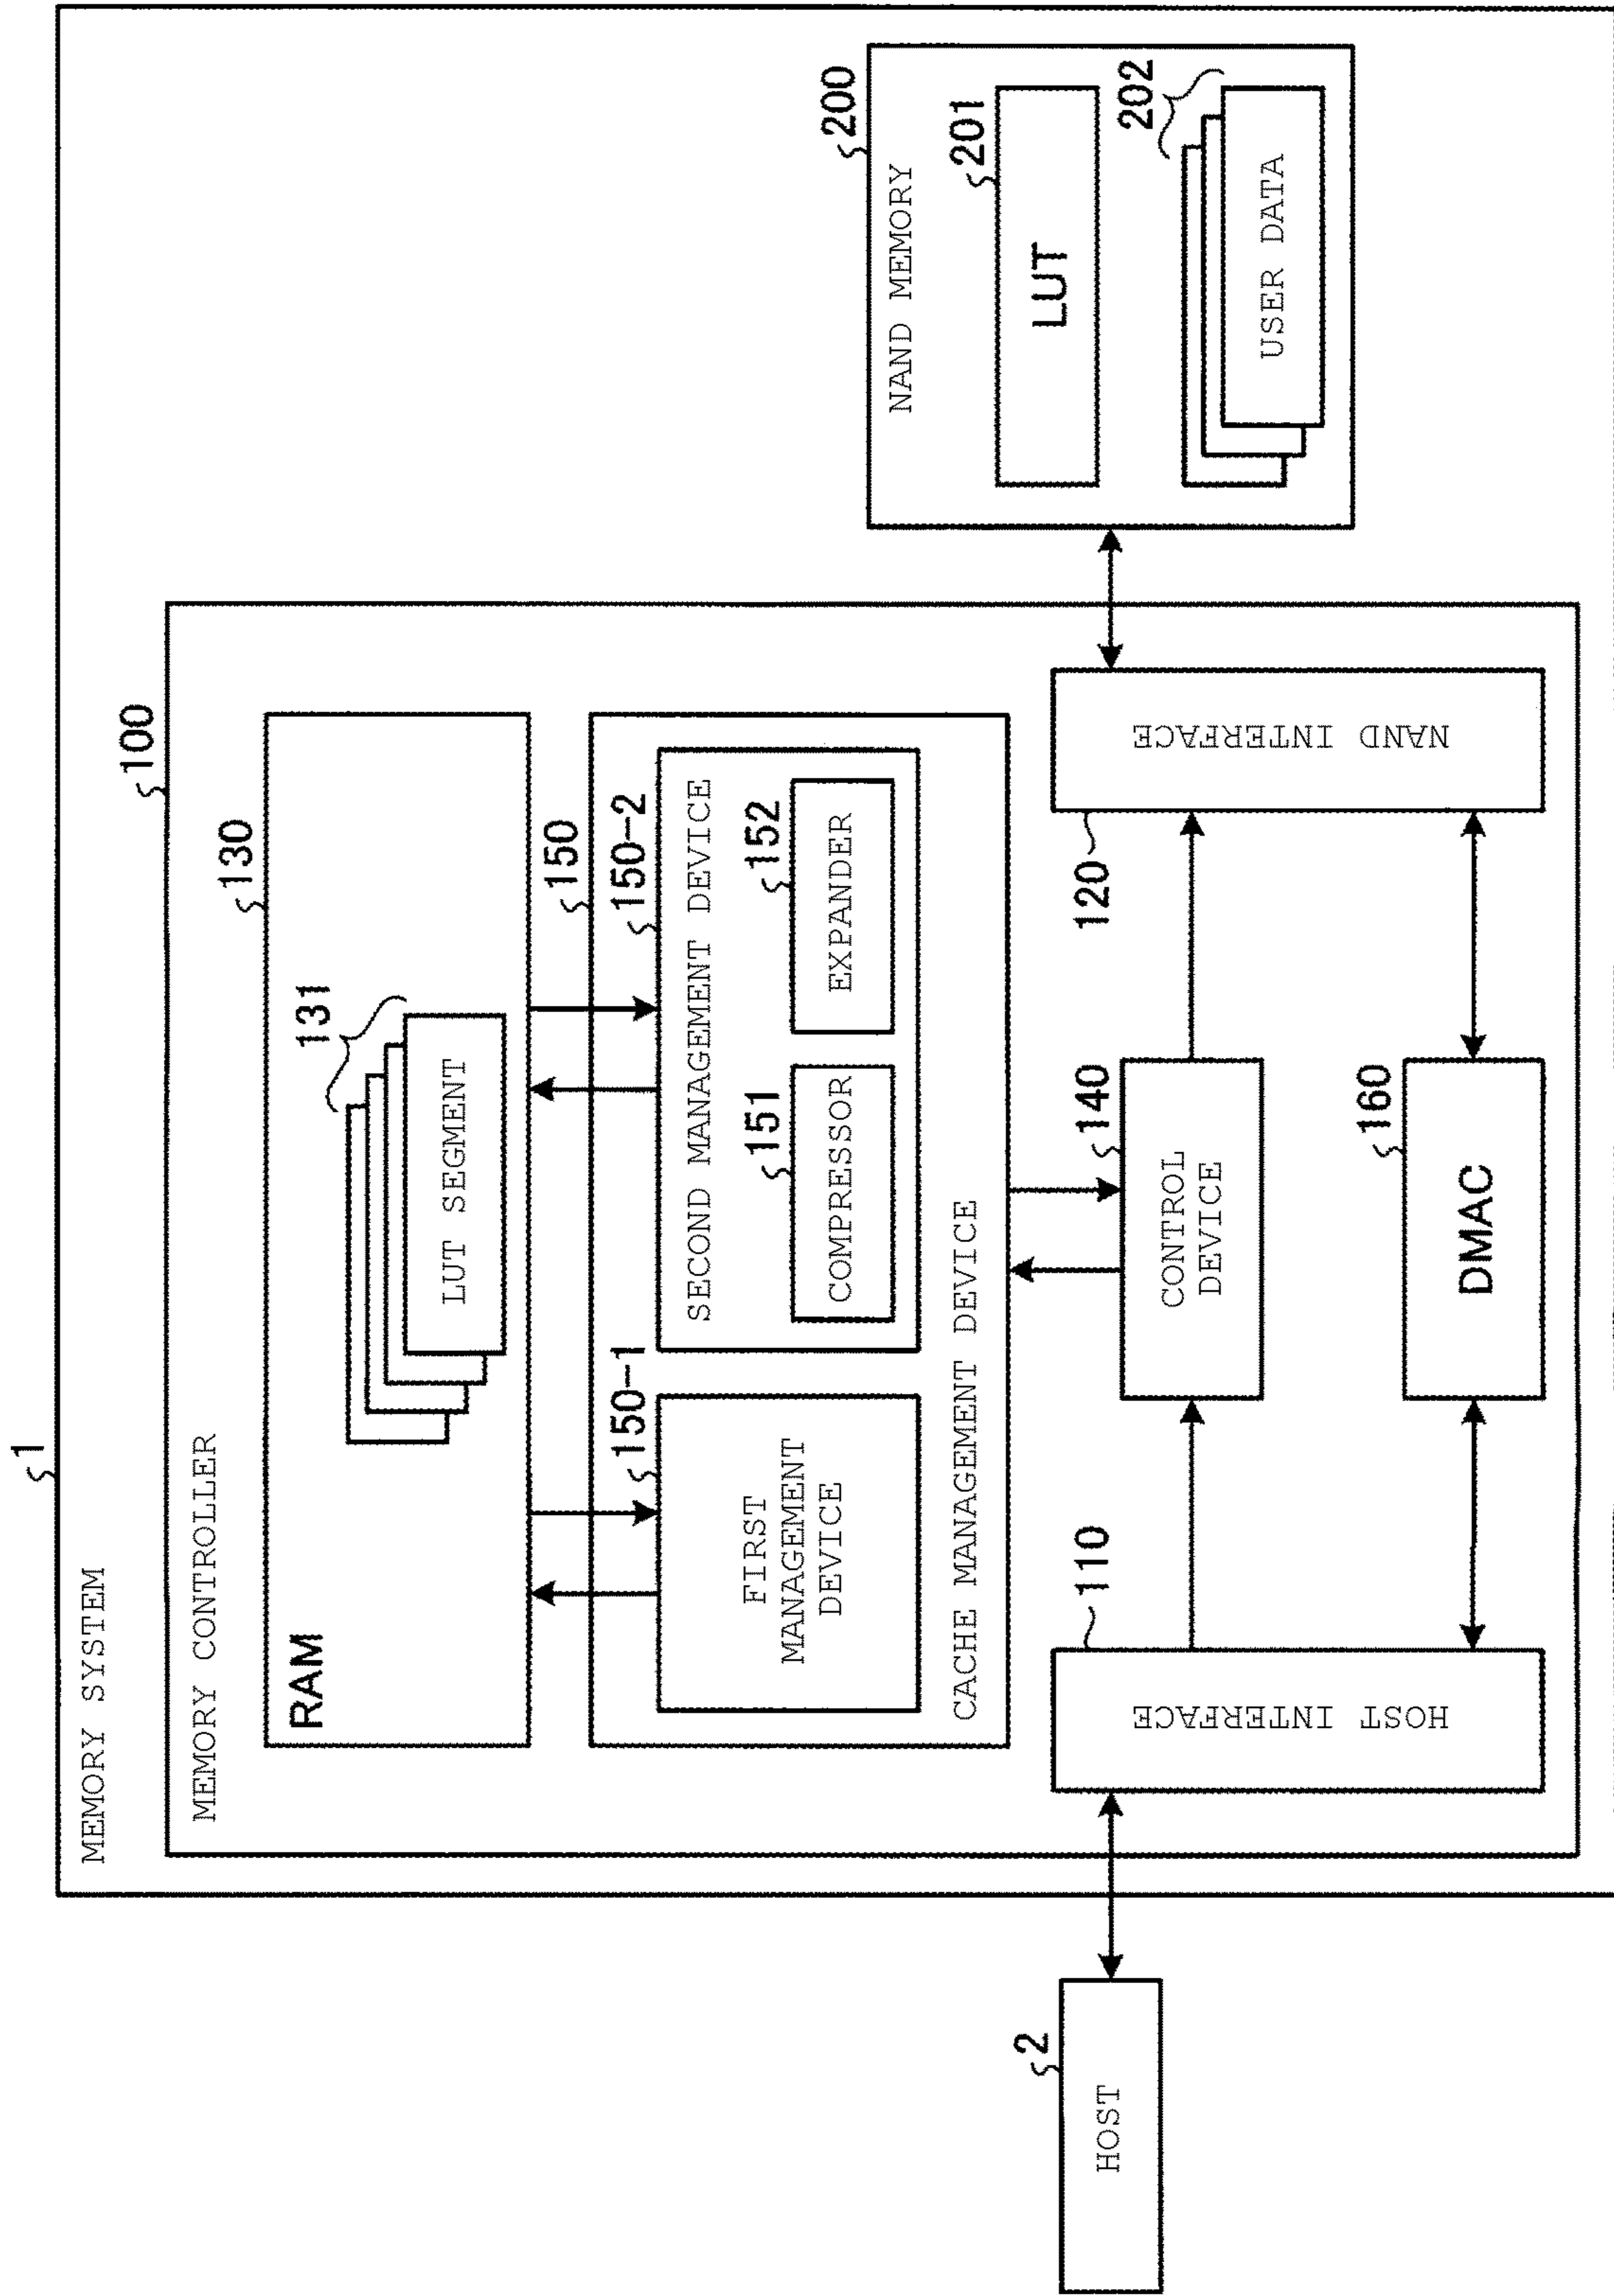 1
MEMORY SYSTEM
100
MEMORY CONTROLLER
130
RAM
131
LUT SEGMENT
150
150-1
FIRST
MANAGEMENT
DEVICE
150-2
SECOND MANAGEMENT DEVICE
151
COMPRESSOR
152
EXPANDER
CACHE MANAGEMENT DEVICE
110
HOST INTERFACE
140
CONTROL
DEVICE
160
DMAC
120
NAND INTERFACE
200
NAND MEMORY
201
LUT
202
USER DATA
2
HOST